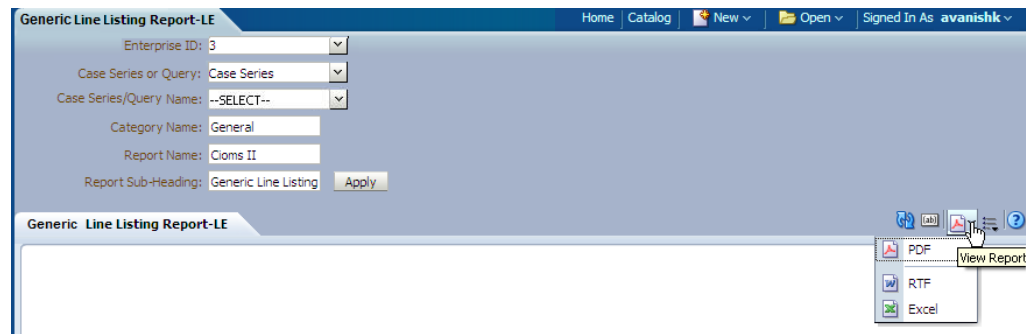 Generic Line Listing Report-LE
Home Catalog New Open Signed In As avanishk
Enterprise ID: 3
Case Series or Query: Case Series
Case Series/Query Name: --SELECT--
Category Name: General
Report Name: Cioms II
Report Sub-Heading: Generic Line Listing Apply
Generic Line Listing Report-LE
[ab] ?
PDF
View Report
RTF
Excel